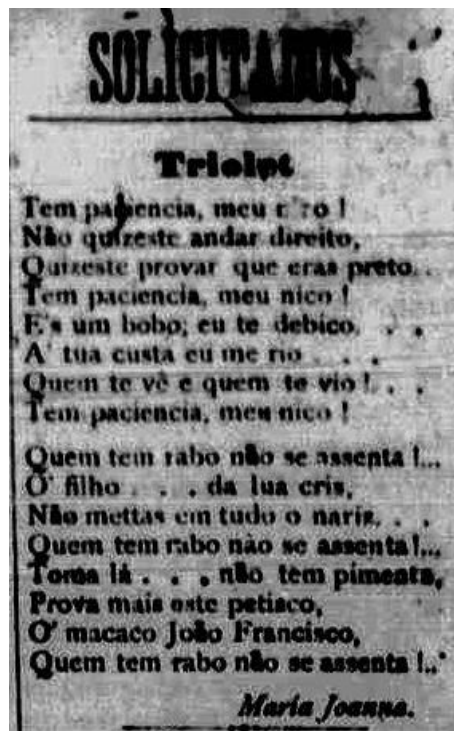 SOLICITADOS
Triolet
Tem paciencia, meu nico !
Não quizeste andar direito,
Quizeste provar que eras preto. .
Tem paciencia, meu nico !
E's um bobo; eu te debico. . .
A' tua custa eu me rio . . .
Quem te vê e quem te vio !. . .
Tem paciencia, meu nico !
Quem tem rabo não se assenta !...
O' filho . . . da lua cris,
Não mettas em tudo o nariz. . .
Quem tem rabo não se assenta!...
Toma lá . . . não tem pimenta,
Prova mais este petisco,
O' macaco João Francisco,
Quem tem rabo não se assenta !..
Maria Joanna.